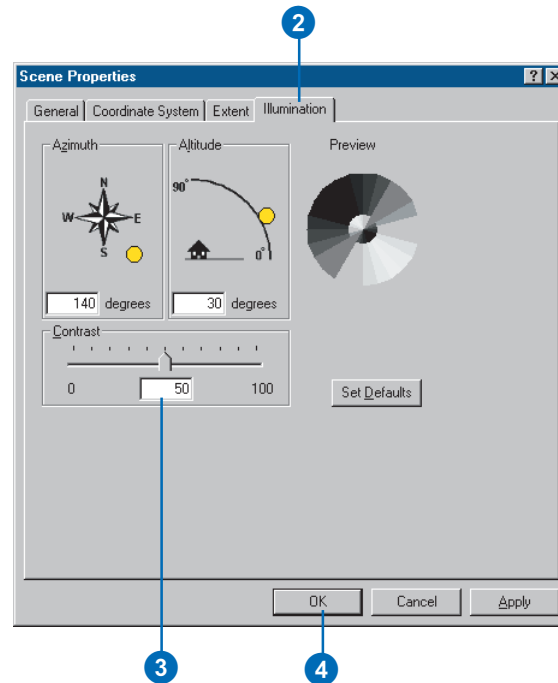 2
Scene Properties
General Coordinate System Extent Illumination
Azimuth Altitude Preview
N
90°
W E
S 0°
140 degrees 30 degrees
Contrast
0 50 100
Set Defaults
OK Cancel Apply
3 4